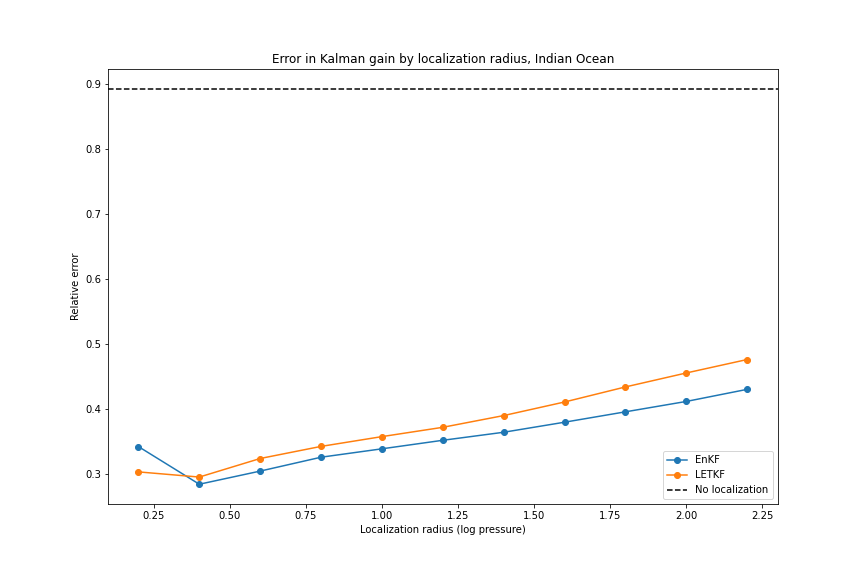 Error in Kalman gain by localization radius, Indian Ocean
0.9
0.8
0.7
0.6
0.5
0.4
0.3
Relative error
0.25 0.50 0.75 1.00 1.25 1.50 1.75 2.00 2.25
Localization radius (log pressure)
EnKF
LETKF
No localization